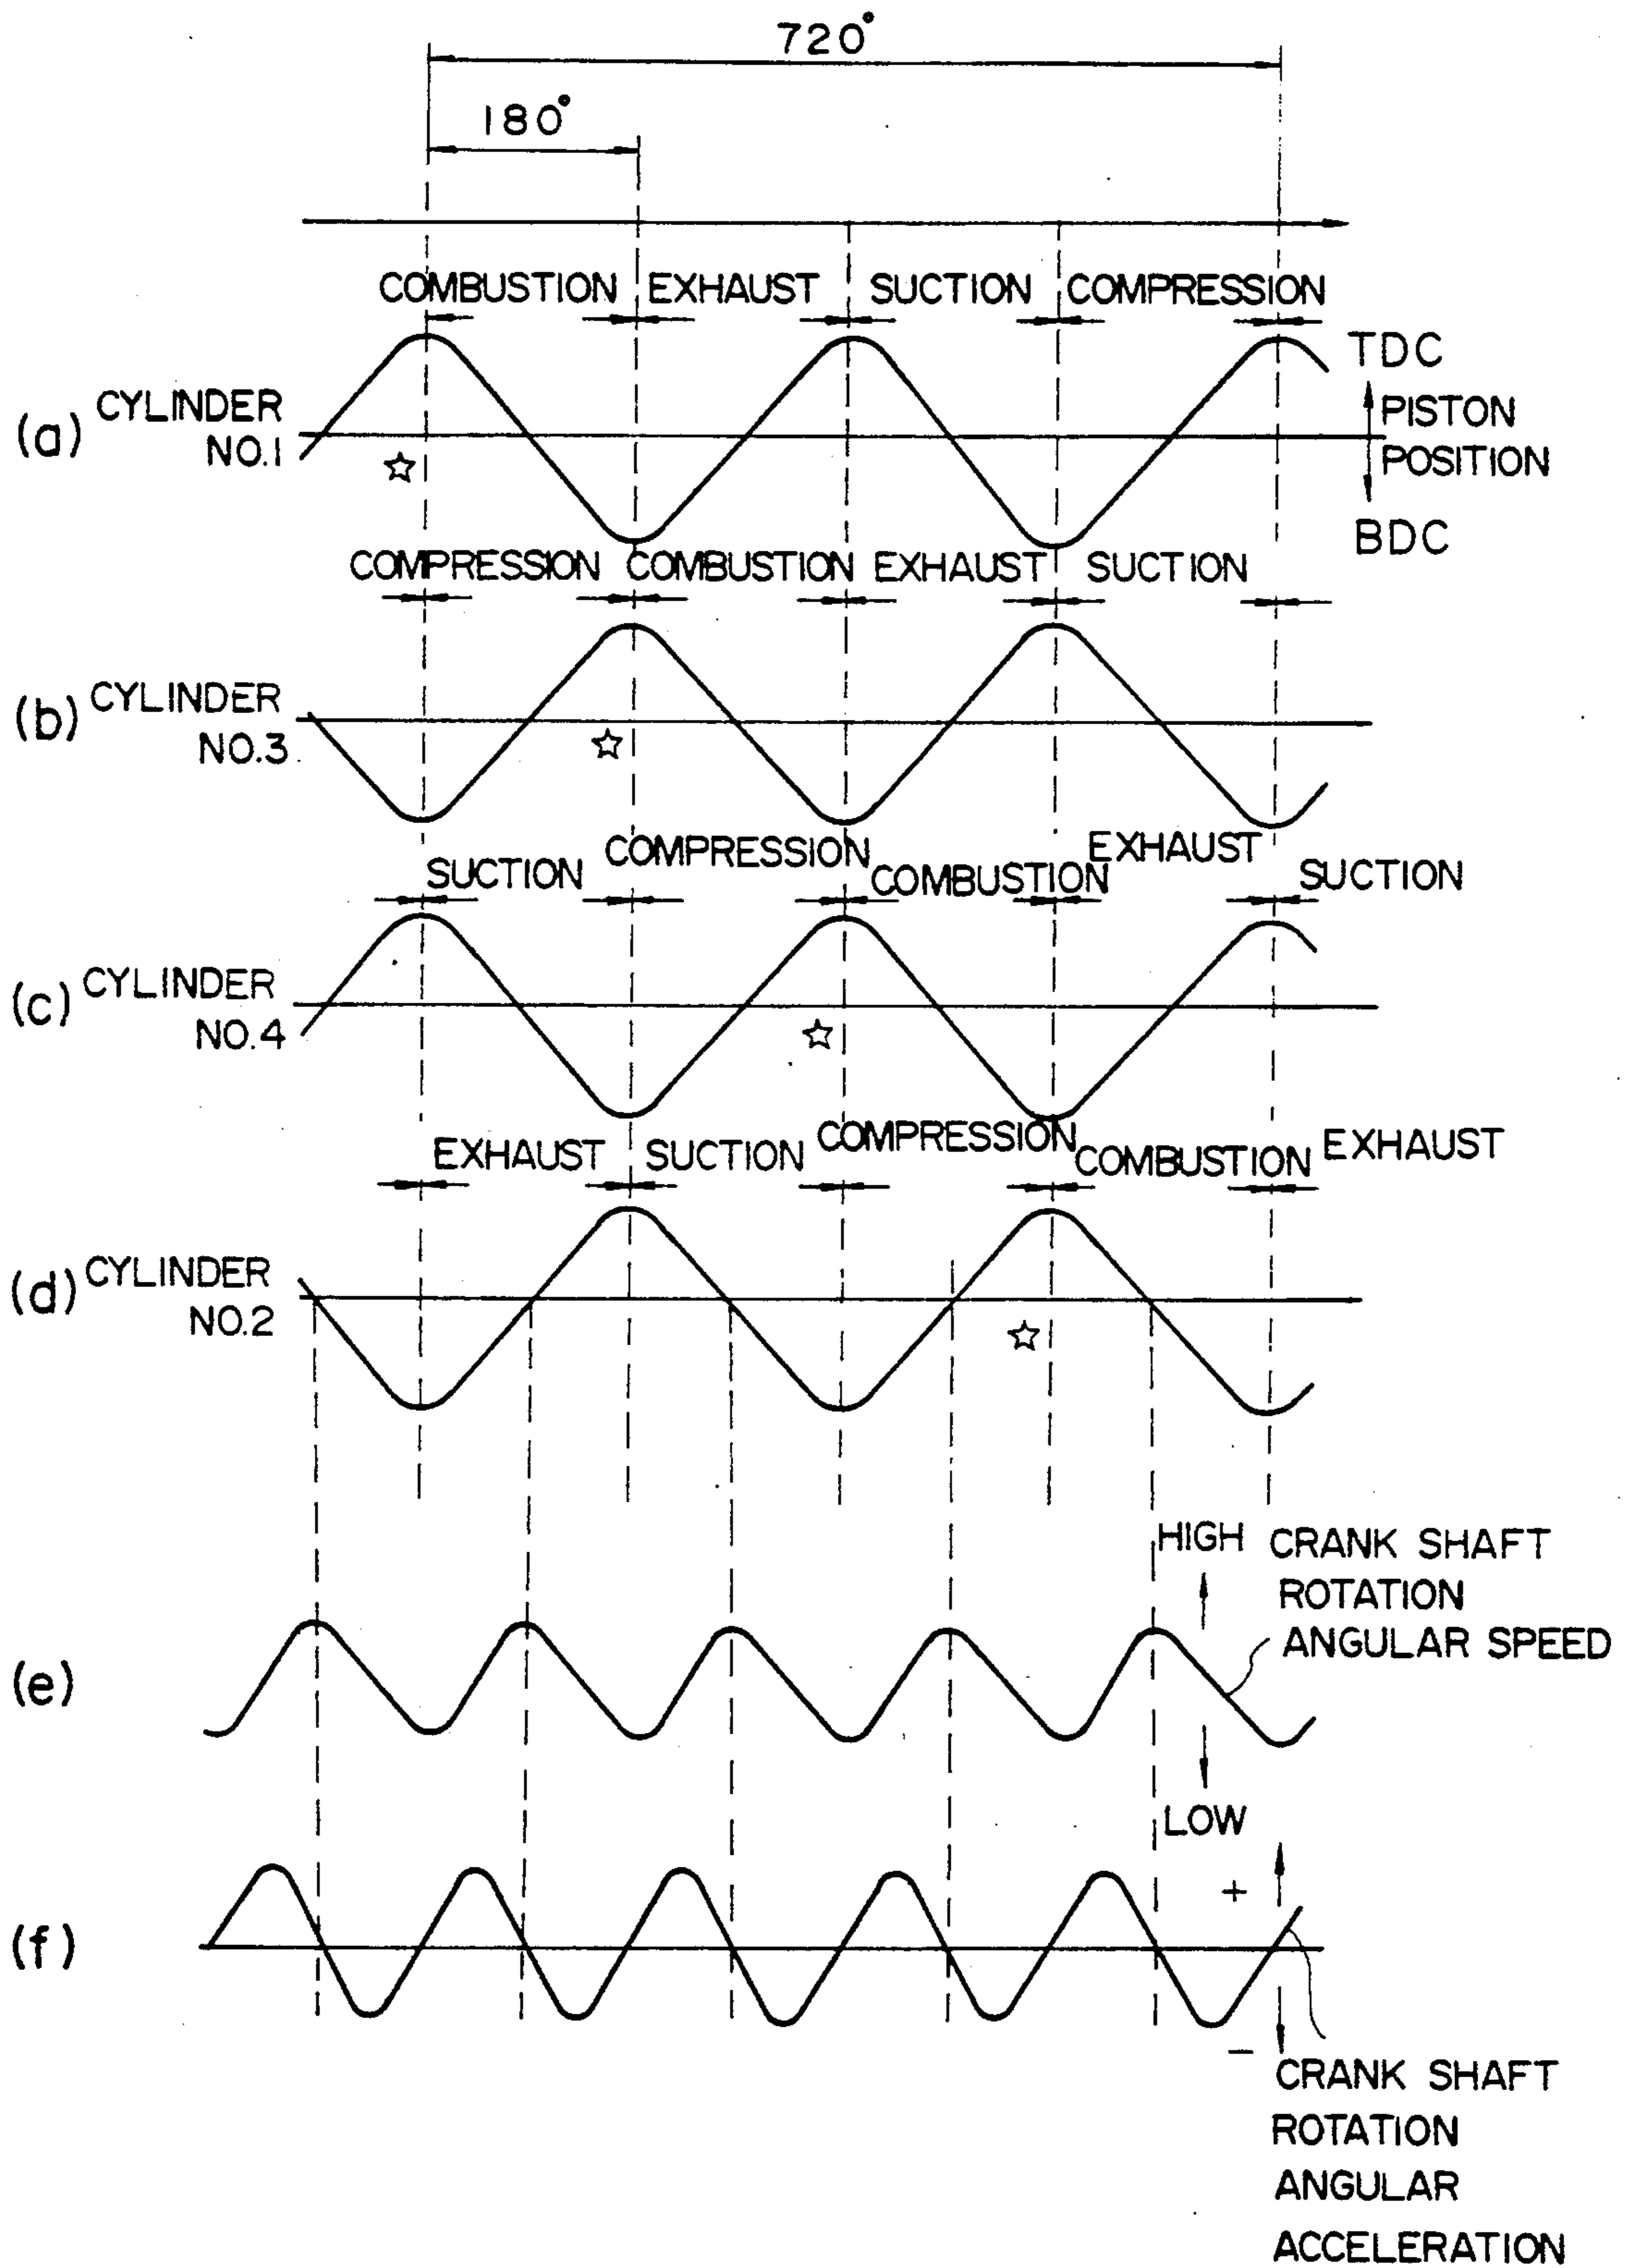 720°
180°
COMBUSTION EXHAUST SUCTION COMPRESSION
TDC
(a) CYLINDER NO.1
PISTON
POSITION
BDC
COMPRESSION COMBUSTION EXHAUST SUCTION
(b) CYLINDER NO.3
SUCTION COMPRESSION COMBUSTION EXHAUST SUCTION
(c) CYLINDER NO.4
EXHAUST SUCTION COMPRESSION COMBUSTION EXHAUST
(d) CYLINDER NO.2
HIGH CRANK SHAFT
ROTATION
ANGULAR SPEED
(e)
LOW
+
(f)
−
CRANK SHAFT
ROTATION
ANGULAR
ACCELERATION